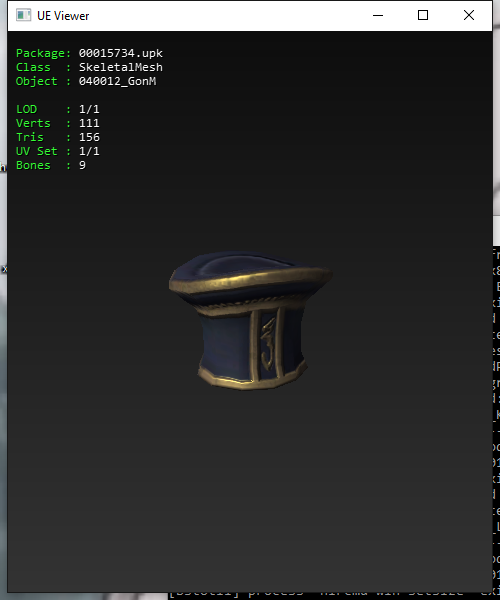 UE Viewer
Package: 00015734.upk
Class : SkeletalMesh
Object : 040012_GonM
LOD : 1/1
Verts : 111
Tris : 156
UV Set : 1/1
Bones : 9